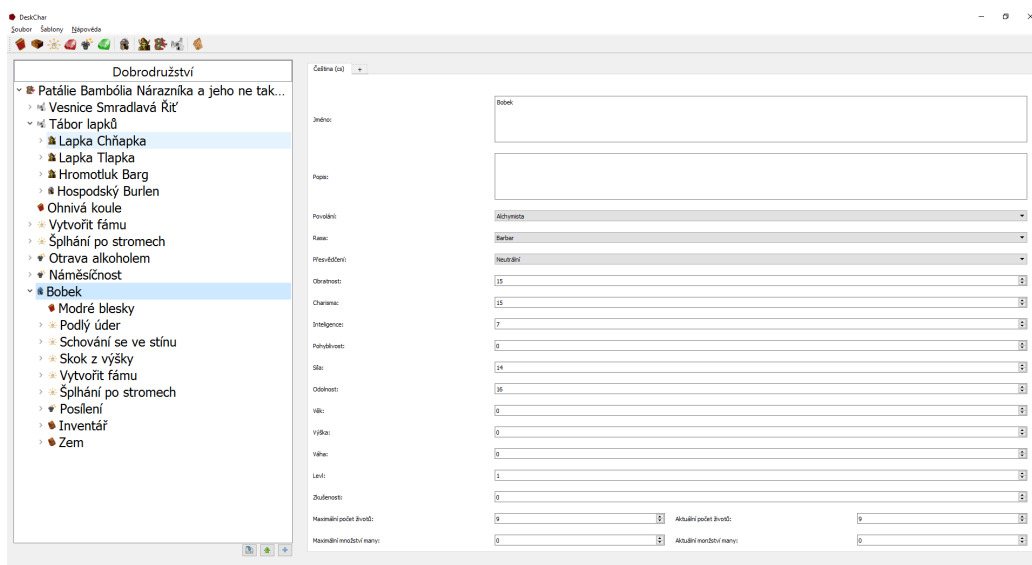 DeskChar
Soubor Šablony Nápověda
Dobrodružství
Patálie Bambólia Nárazníka a jeho ne tak...
Vesnice Smradlavá Řiť
Tábor lapků
Lapka Chňapka
Lapka Tlapka
Hromotluk Barg
Hospodský Burlen
Ohnivá koule
Vytvořit fámu
Šplhání po stromech
Otrava alkoholem
Náměsíčnost
Bobek
Modré blesky
Podlý úder
Schování se ve stínu
Skok z výšky
Vytvořit fámu
Šplhání po stromech
Posílení
Inventář
Zem
Čeština (cs) +
Jméno: Bobek
Popis:
Povolání: Alchymista
Rasa: Barbar
Přesvědčení: Neutrální
Obratnost: 15
Charisma: 15
Inteligence: 7
Pohyblivost: 0
Síla: 14
Odolnost: 16
Věk: 0
Výška: 0
Váha: 0
Levl: 1
Zkušenosti: 0
Maximální počet životů: 9 Aktuální počet životů: 9
Maximální množství many: 0 Aktuální monžství many: 0